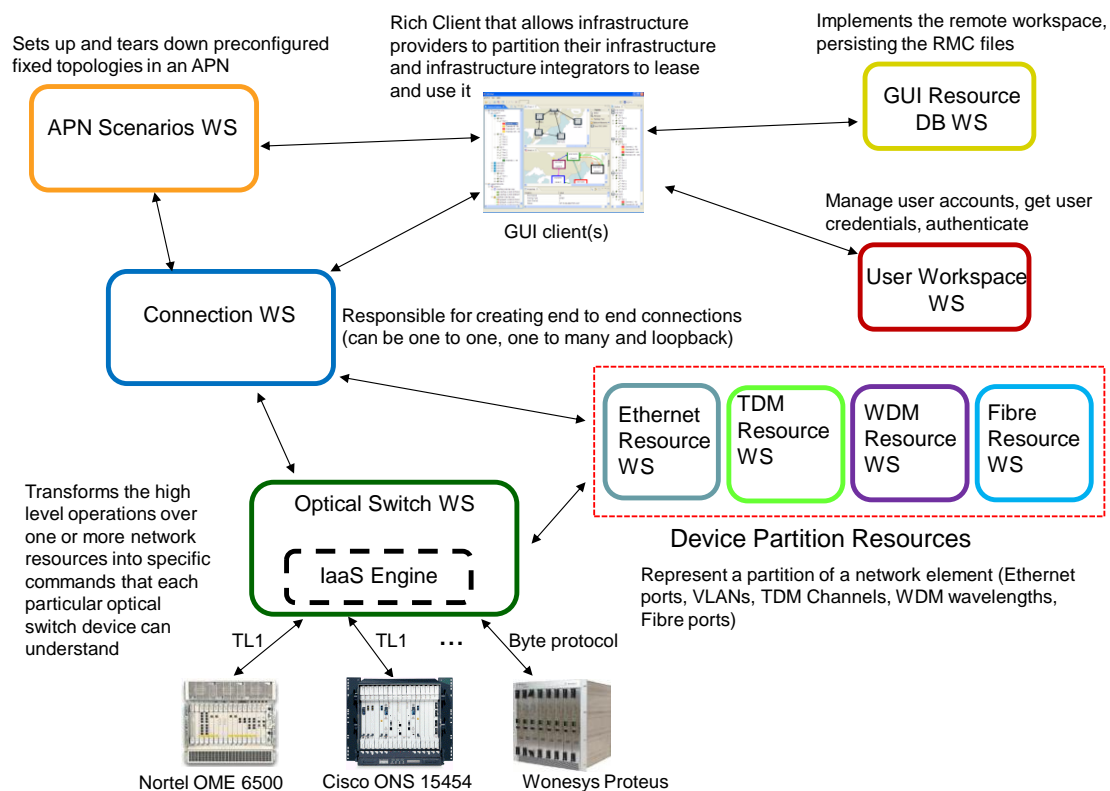 Sets up and tears down preconfigured
fixed topologies in an APN
APN Scenarios WS
Rich Client that allows infrastructure
providers to partition their infrastructure
and infrastructure integrators to lease
and use it
GUI client(s)
Implements the remote workspace,
persisting the RMC files
GUI Resource
DB WS
Manage user accounts, get user
credentials, authenticate
User Workspace
WS
Connection WS
Responsible for creating end to end connections
(can be one to one, one to many and loopback)
Ethernet
Resource
WS
TDM
Resource
WS
WDM
Resource
WS
Fibre
Resource
WS
Device Partition Resources
Represent a partition of a network element (Ethernet
ports, VLANs, TDM Channels, WDM wavelengths,
Fibre ports)
Transforms the high
level operations over
one or more network
resources into specific
commands that each
particular optical
switch device can
understand
Optical Switch WS
IaaS Engine
TL1
TL1
...
Byte protocol
Nortel OME 6500
Cisco ONS 15454
Wonesys Proteus